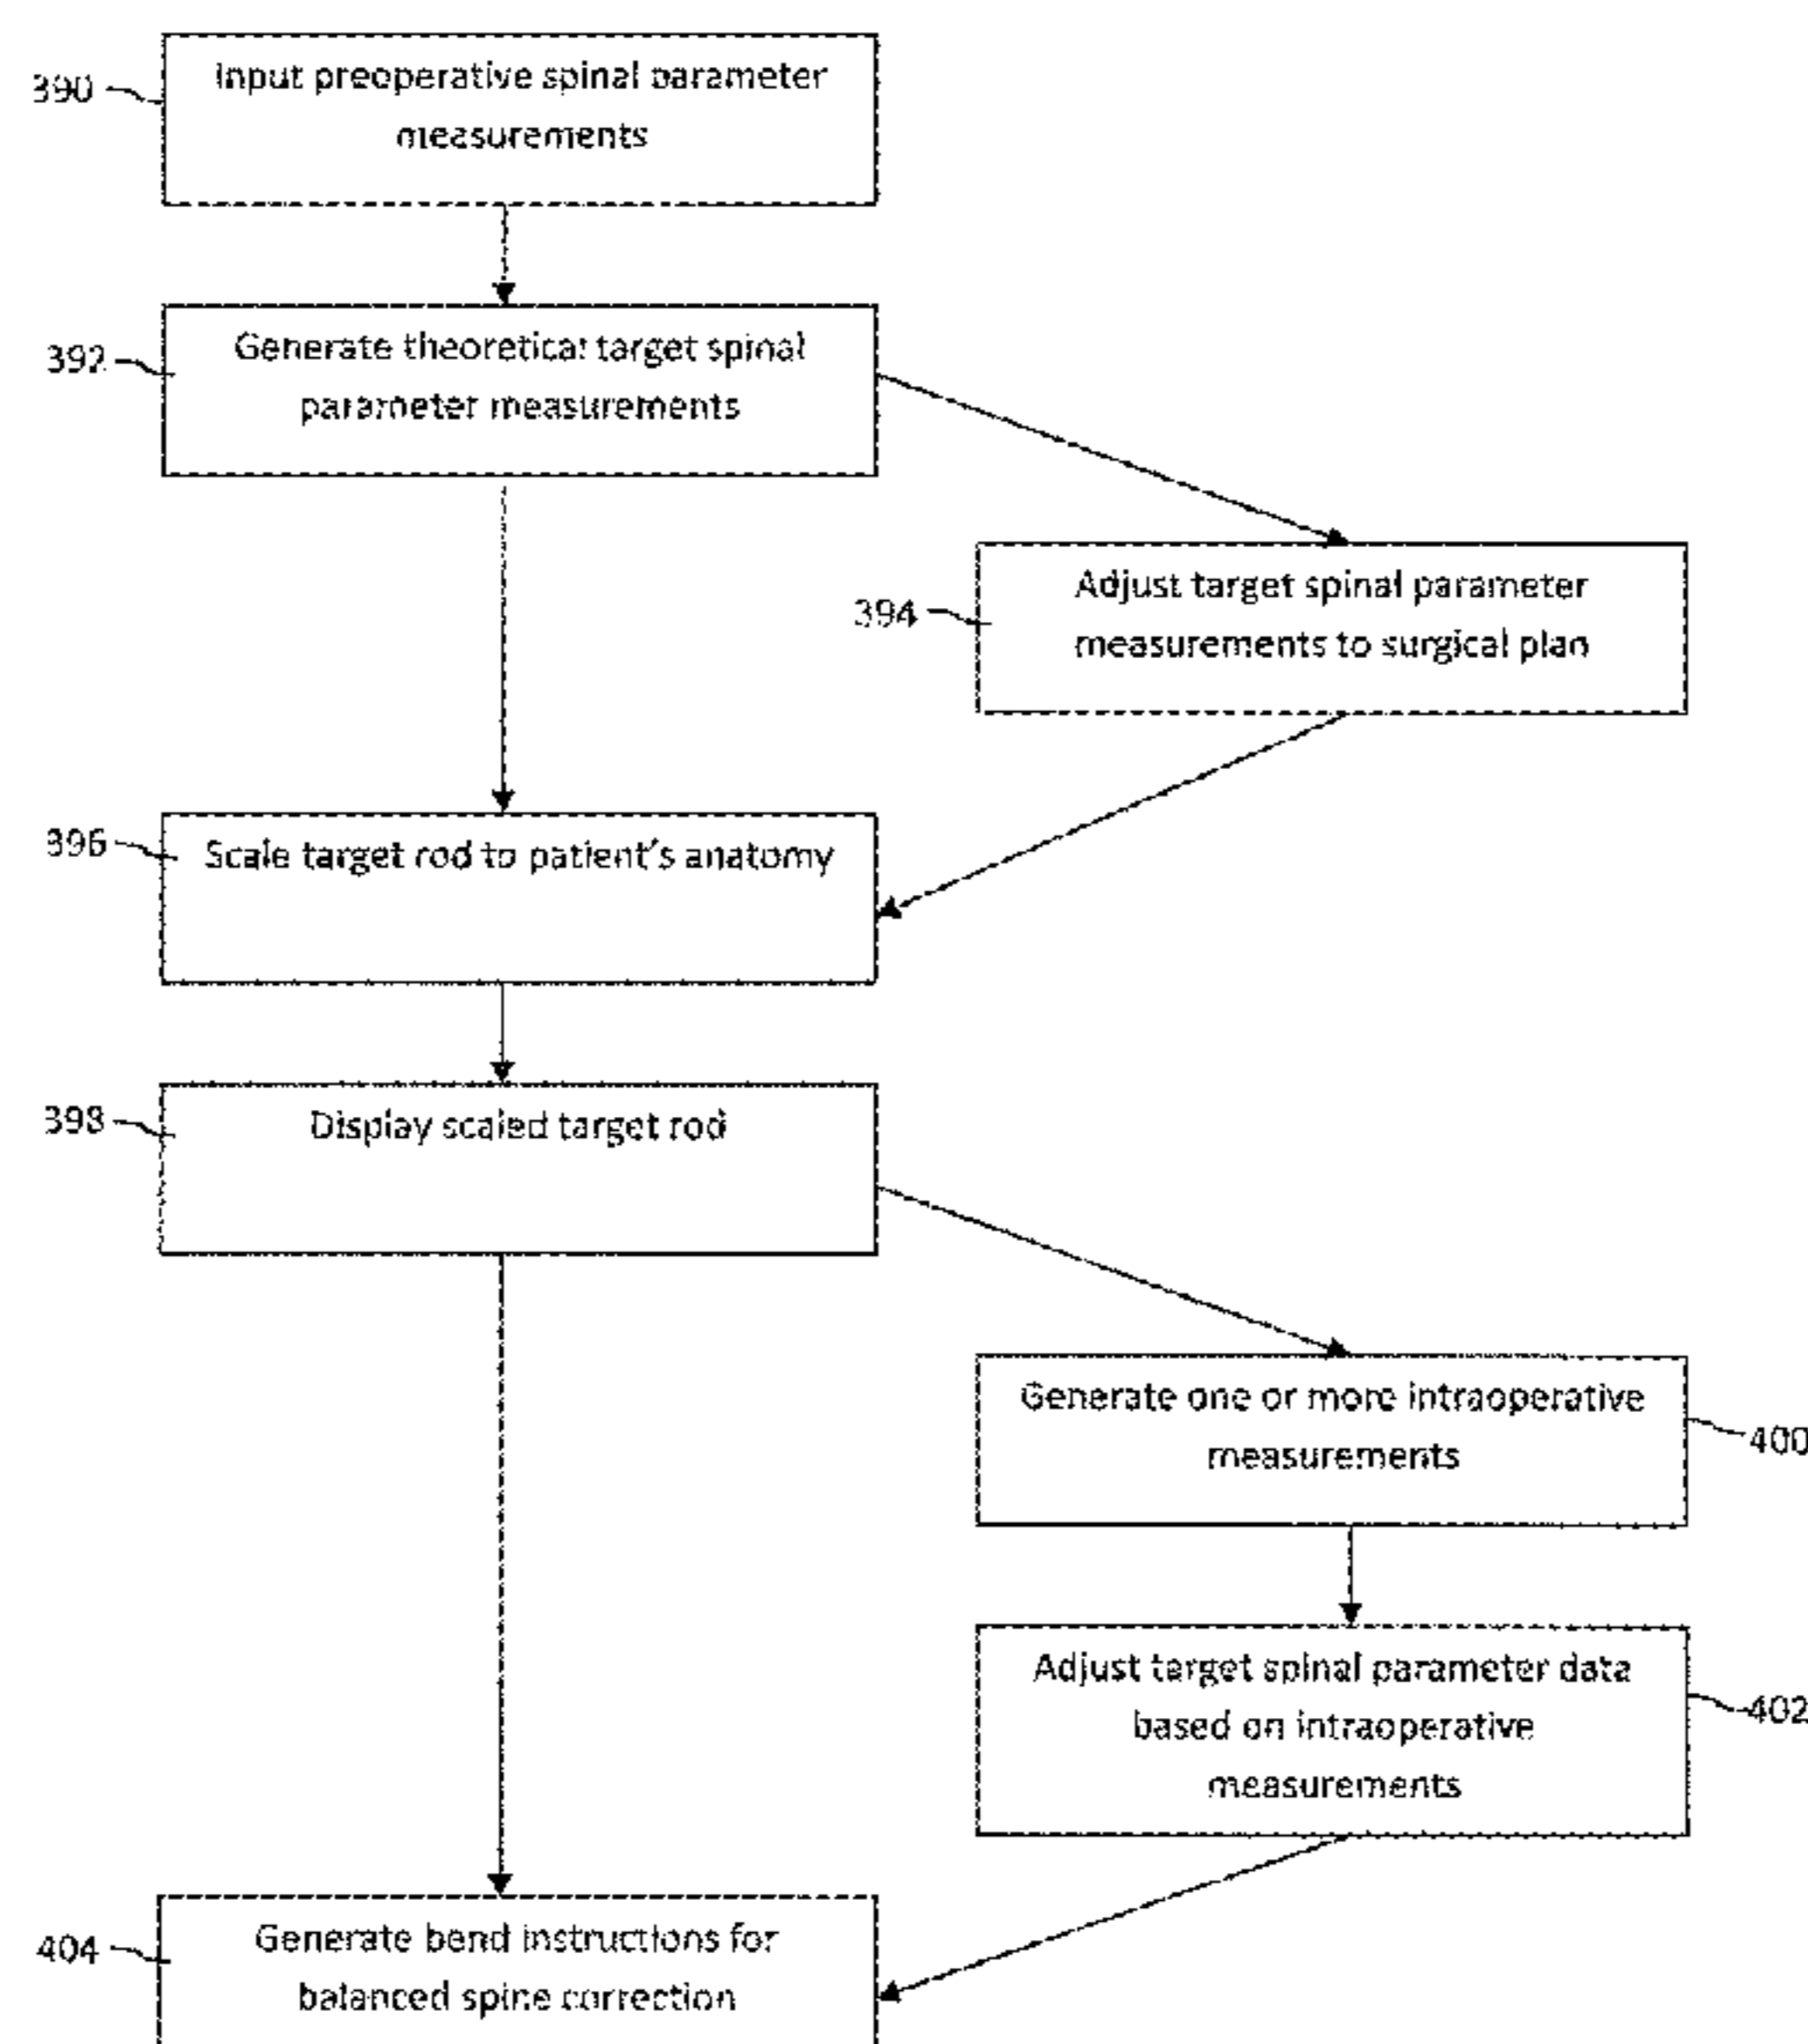 390
Input preoperative spinal parameter
measurements
392
Generate theoretical target spinal
parameter measurements
394
Adjust target spinal parameter
measurements to surgical plan
396
Scale target rod to patient's anatomy
398
Display scaled target rod
Generate one or more intraoperative
measurements
400
Adjust target spinal parameter data
based on intraoperative
measurements
402
404
Generate bend instructions for
balanced spine correction